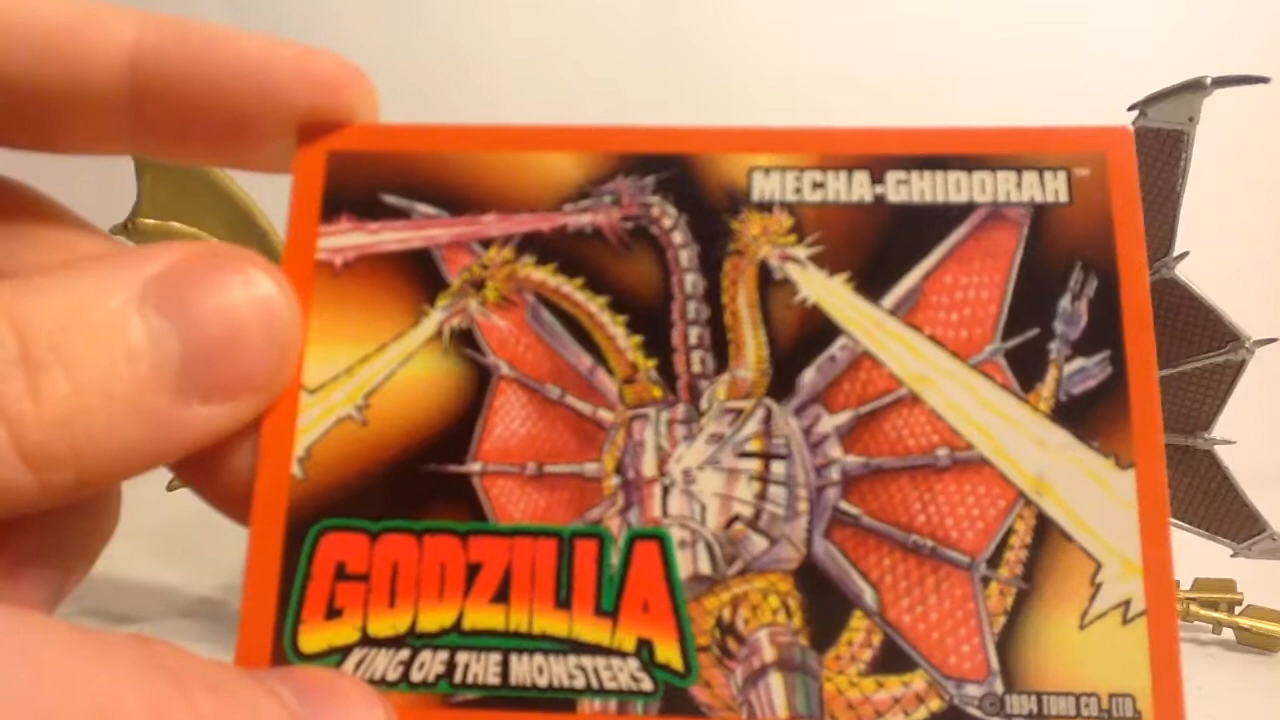 MECHA-GHIDORAH™
GODZILLA
KING OF THE MONSTERS
© 1994 TOHO CO., LTD.